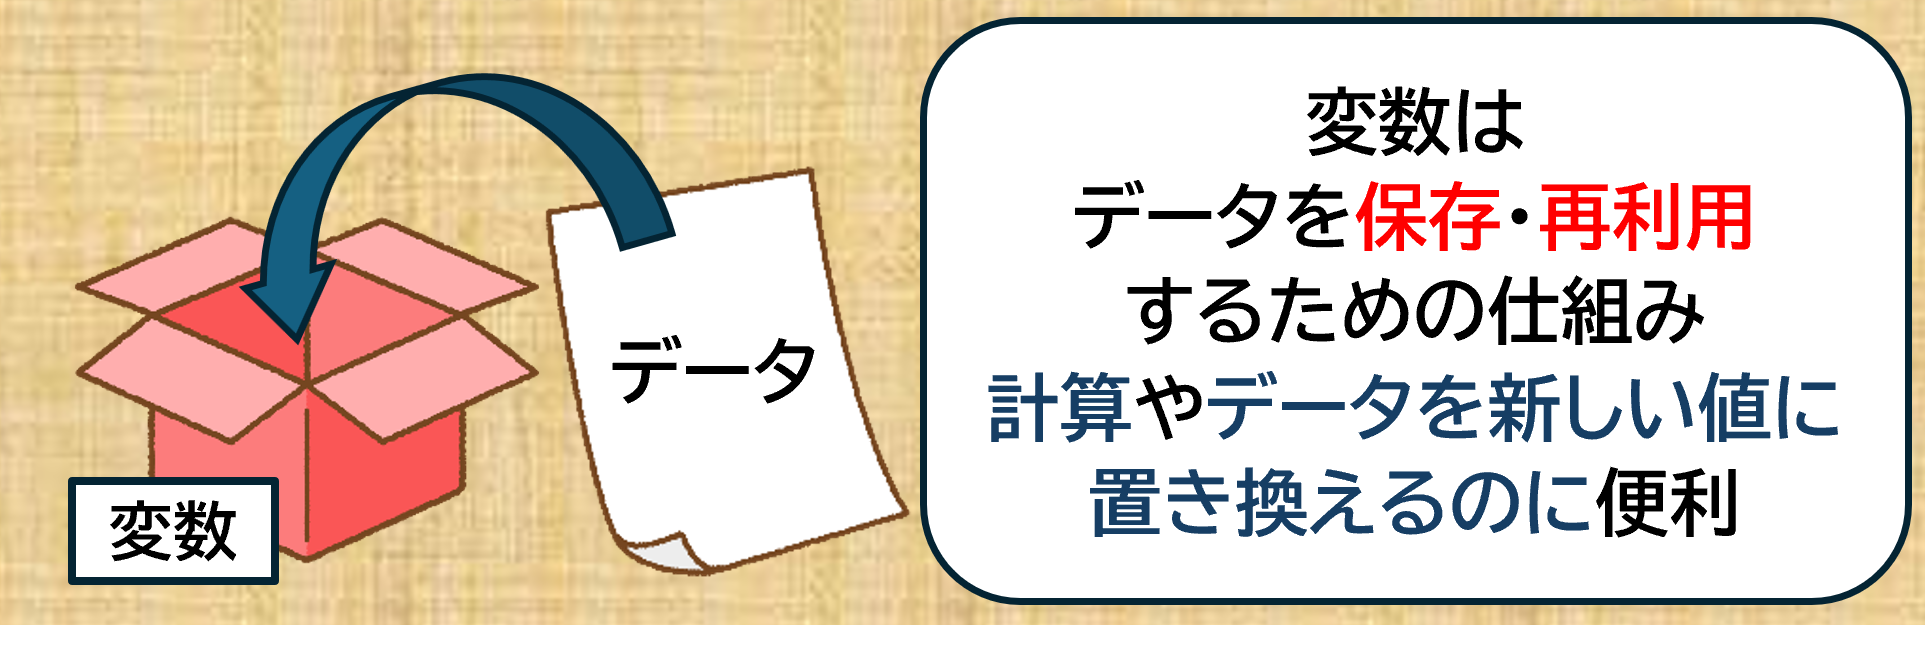 変数
データ
変数は
データを保存・再利用
するための仕組み
計算やデータを新しい値に
置き換えるのに便利